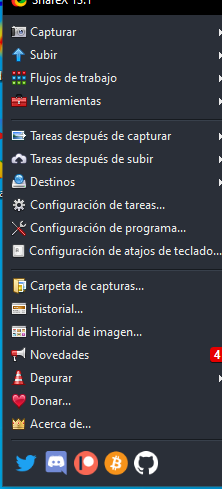 ShareX 15.1
Capturar
Subir
Flujos de trabajo
Herramientas
Tareas después de capturar
Tareas después de subir
Destinos
Configuración de tareas...
Configuración de programa...
Configuración de atajos de teclado...
Carpeta de capturas...
Historial...
Historial de imagen...
Novedades
4
Depurar
Donar...
Acerca de...